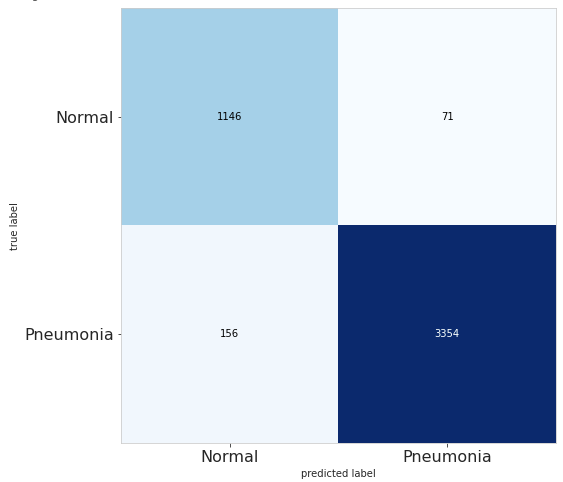 Normal
1146 71
true label
Pneumonia
156 3354
Normal Pneumonia
predicted label